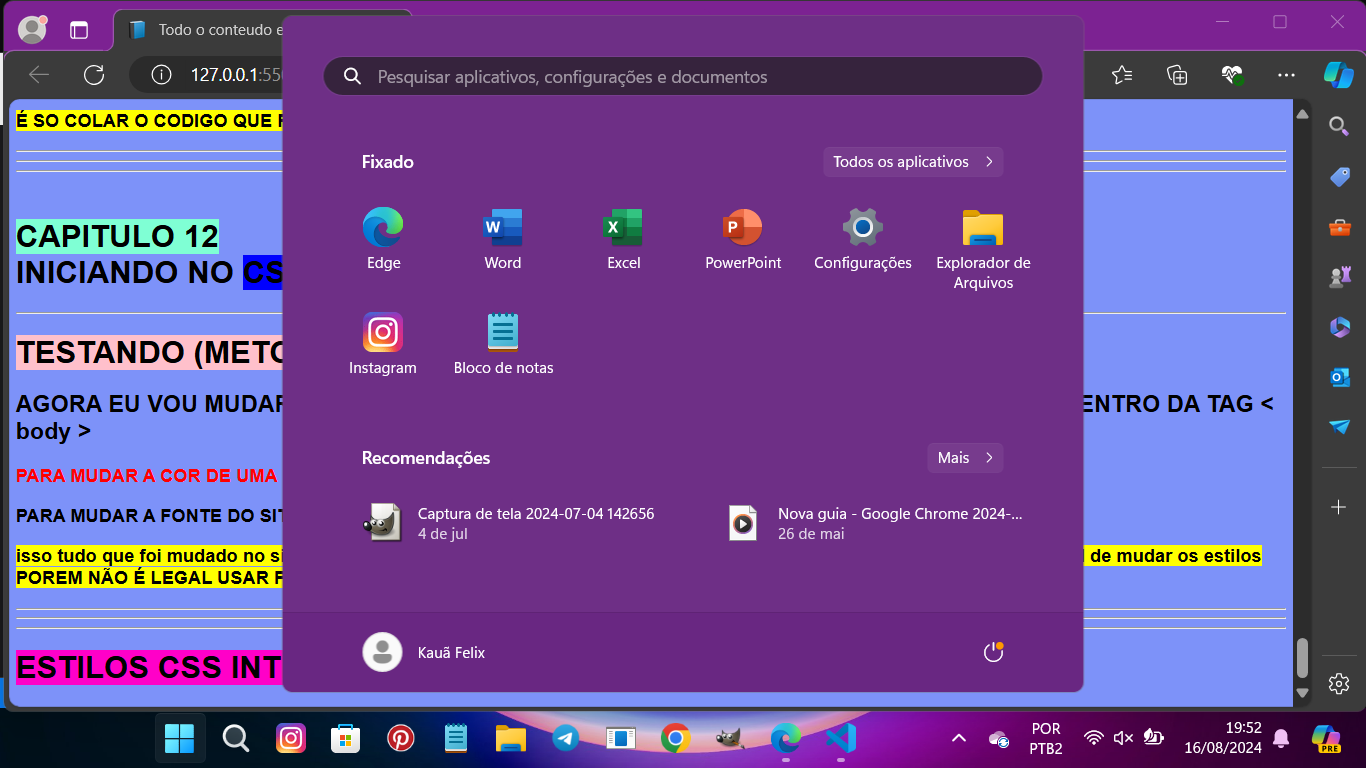 Todo o conteudo e
127.0.0.1:550
Pesquisar aplicativos, configurações e documentos
É SO COLAR O CODIGO QUE
Fixado
Todos os aplicativos
Edge
Word
Excel
PowerPoint
Configurações
Explorador de
Arquivos
Instagram
Bloco de notas
CAPITULO 12
INICIANDO NO CS
TESTANDO (METO
AGORA EU VOU MUDAR
ENTRO DA TAG <
body >
PARA MUDAR A COR DE UMA
PARA MUDAR A FONTE DO SIT
isso tudo que foi mudado no si
de mudar os estilos
POREM NÃO É LEGAL USAR
ESTILOS CSS INT
Recomendações
Mais
Captura de tela 2024-07-04 142656
4 de jul
Nova guia - Google Chrome 2024-...
26 de mai
Kauã Felix
POR
PTB2
19:52
16/08/2024
PRE